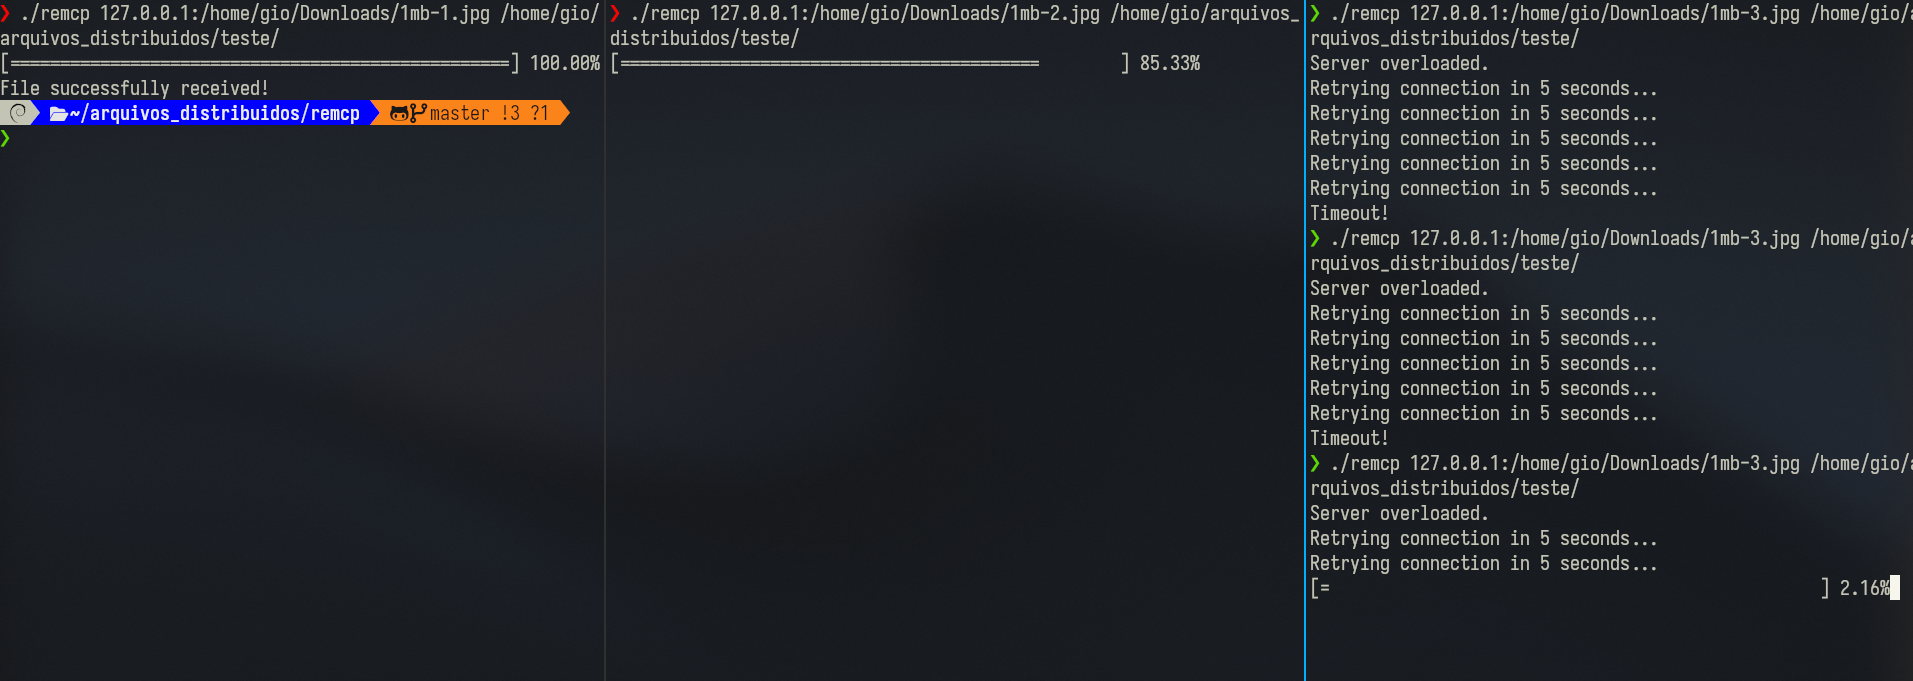 ❯ ./remcp 127.0.0.1:/home/gio/Downloads/1mb-1.jpg /home/gio/
arquivos_distribuidos/teste/
[==================================================] 100.00%
File successfully received!
~/arquivos_distribuidos/remcp master !3 ?1
❯
❯ ./remcp 127.0.0.1:/home/gio/Downloads/1mb-2.jpg /home/gio/arquivos_
distribuidos/teste/
[==========================================        ] 85.33%
❯ ./remcp 127.0.0.1:/home/gio/Downloads/1mb-3.jpg /home/gio/a
rquivos_distribuidos/teste/
Server overloaded.
Retrying connection in 5 seconds...
Retrying connection in 5 seconds...
Retrying connection in 5 seconds...
Retrying connection in 5 seconds...
Retrying connection in 5 seconds...
Timeout!
❯ ./remcp 127.0.0.1:/home/gio/Downloads/1mb-3.jpg /home/gio/a
rquivos_distribuidos/teste/
Server overloaded.
Retrying connection in 5 seconds...
Retrying connection in 5 seconds...
Retrying connection in 5 seconds...
Retrying connection in 5 seconds...
Retrying connection in 5 seconds...
Timeout!
❯ ./remcp 127.0.0.1:/home/gio/Downloads/1mb-3.jpg /home/gio/a
rquivos_distribuidos/teste/
Server overloaded.
Retrying connection in 5 seconds...
Retrying connection in 5 seconds...
[=                                                 ] 2.16%